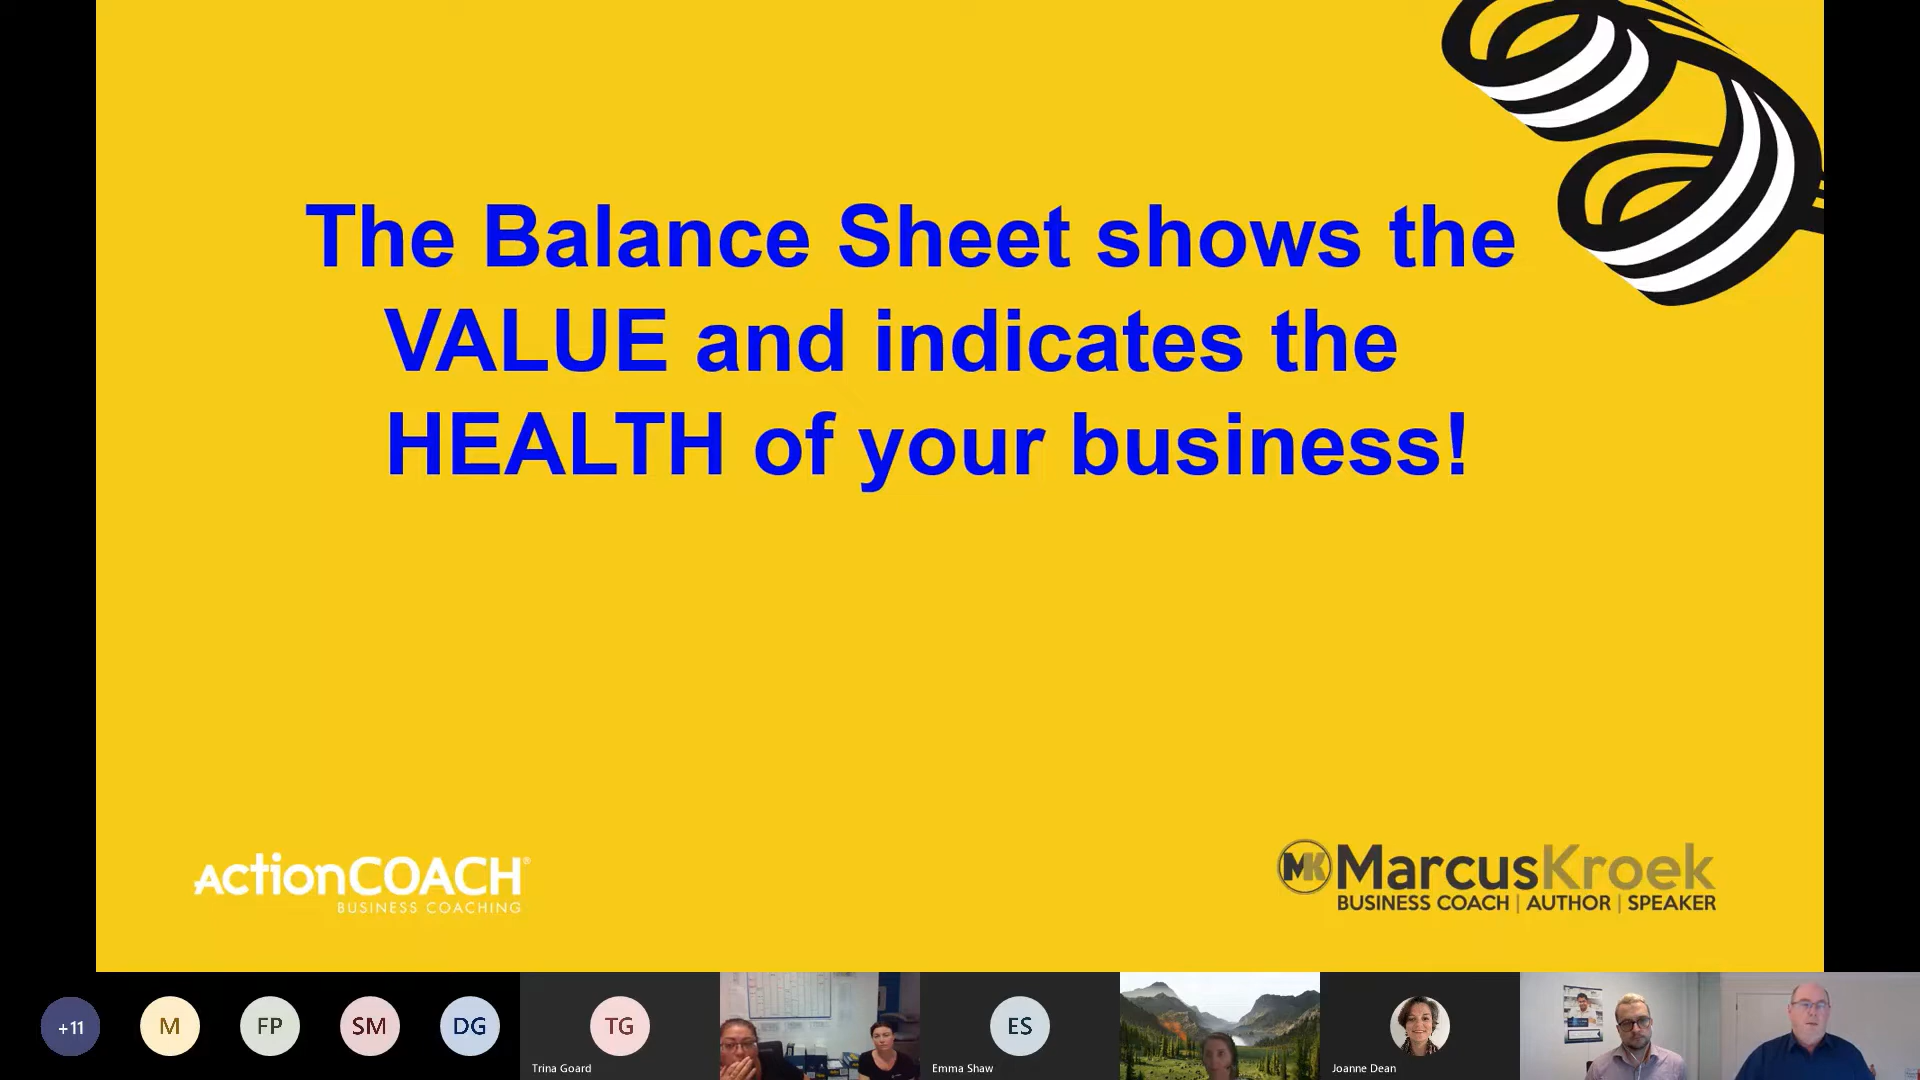 The Balance Sheet shows the
VALUE and indicates the
HEALTH of your business!
ActionCOACH®
BUSINESS COACHING
MK MarcusKroek
BUSINESS COACH | AUTHOR | SPEAKER
+11
M
FP
SM
DG
TG
Trina Goard
ES
Emma Shaw
Joanne Dean